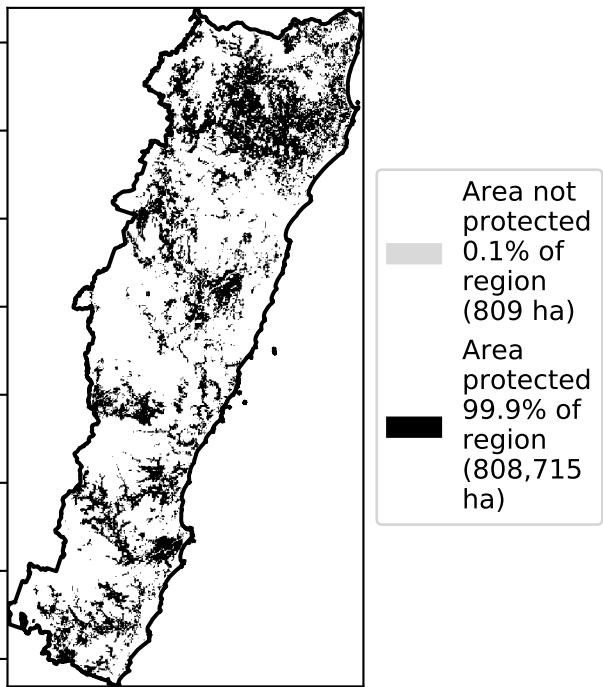 Area not
protected
0.1% of
region
(809 ha)
Area
protected
99.9% of
region
(808,715
ha)